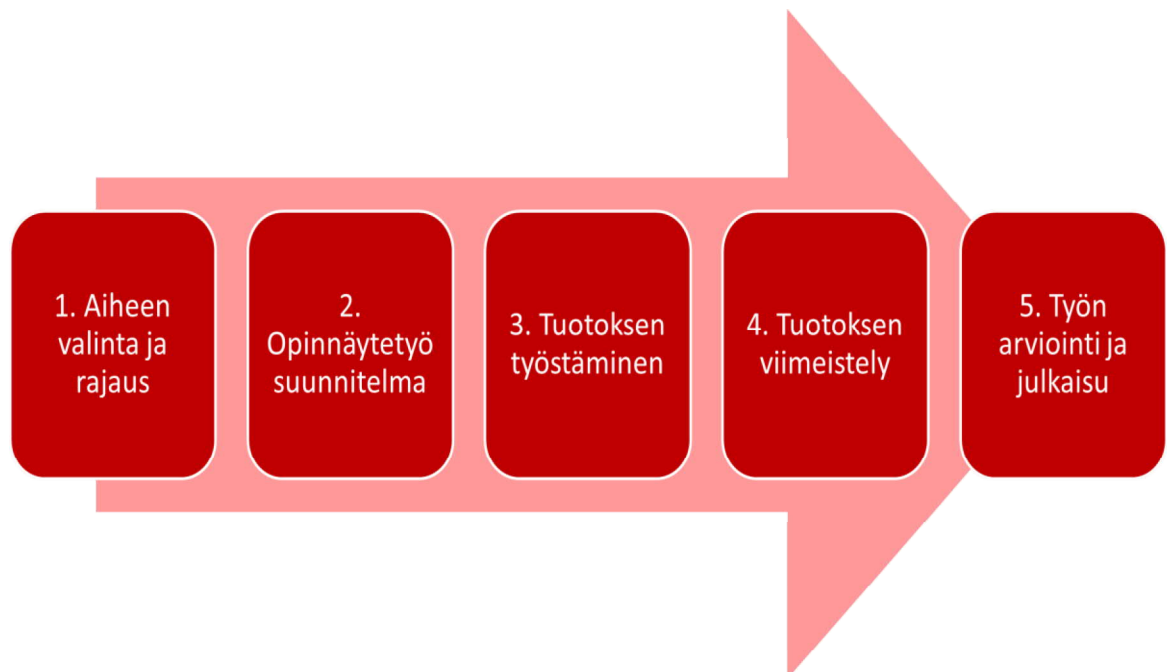 1. Aiheen
valinta ja
rajaus
2.
Opinnäytetyö
suunnitelma
3. Tuotoksen
työstäminen
4. Tuotoksen
viimeistely
5. Työn
arviointi ja
julkaisu